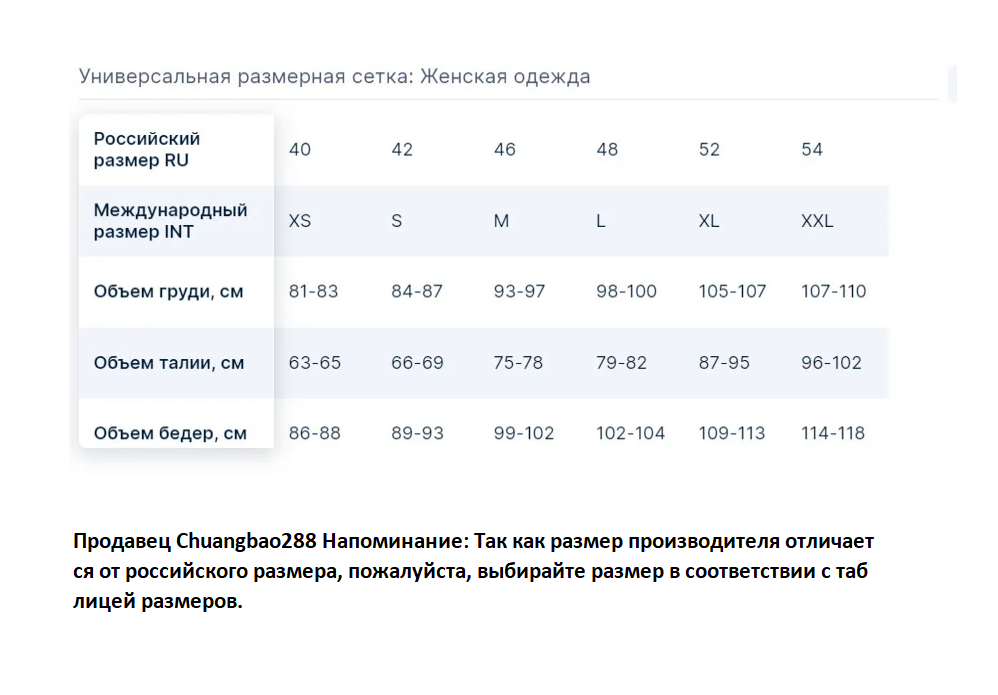 Универсальная размерная сетка: Женская одежда
Российский
размер RU 40 42 46 48 52 54
Международный
размер INT XS S M L XL XXL
Объем груди, см 81-83 84-87 93-97 98-100 105-107 107-110
Объем талии, см 63-65 66-69 75-78 79-82 87-95 96-102
Объем бедер, см 86-88 89-93 99-102 102-104 109-113 114-118
Продавец Chuangbao288 Напоминание: Так как размер производителя отличает
ся от российского размера, пожалуйста, выбирайте размер в соответствии с таб
лицей размеров.